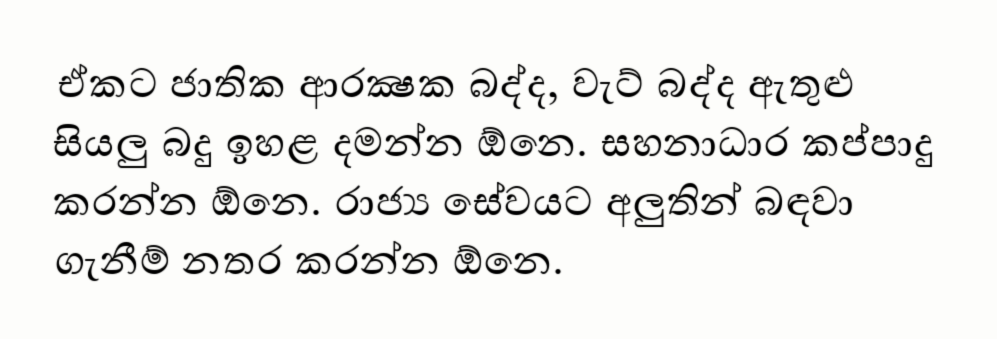 ඒකට ජාතික ආරක්‍ෂක බද්ද, වැට් බද්ද ඇතුළු
සියලු බදු ඉහළ දමන්න ඕනෙ. සහනාධාර කප්පාදු
කරන්න ඕනෙ. රාජ්‍ය සේවයට අලුතින් බඳවා
ගැනීම් නතර කරන්න ඕනෙ.